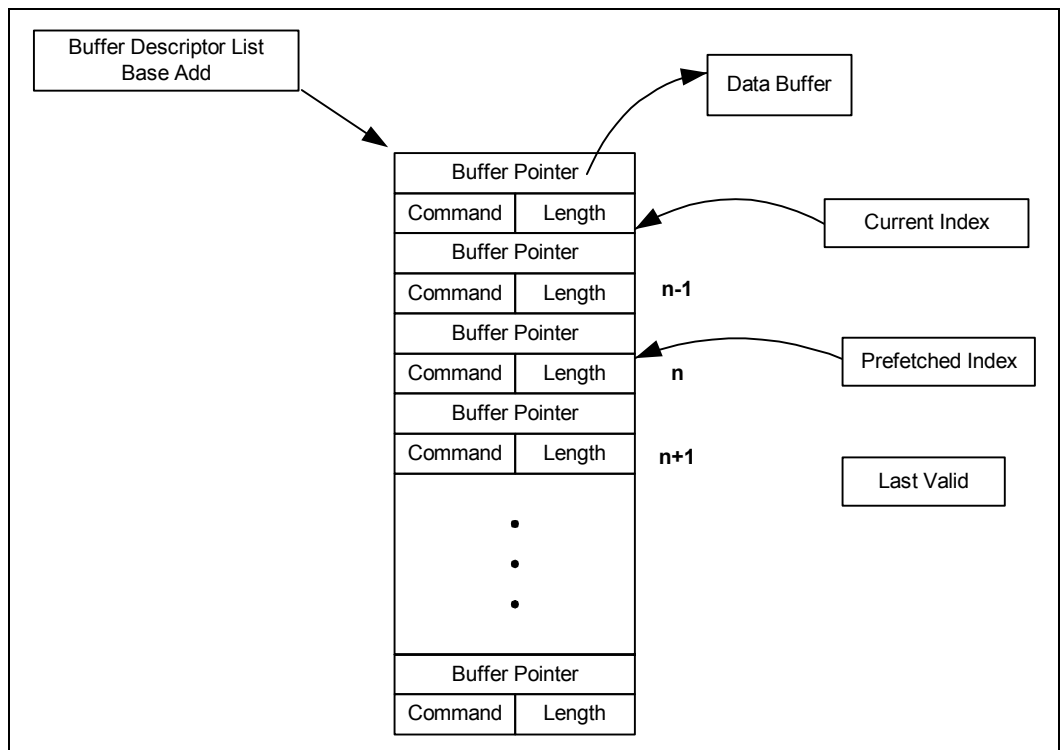 Buffer Descriptor List
Base Add
Data Buffer
Buffer Pointer
Command Length
Current Index
Buffer Pointer
Command Length
n-1
Buffer Pointer
Prefetched Index
Command Length
n
Buffer Pointer
Command Length
n+1
Last Valid
Buffer Pointer
Command Length